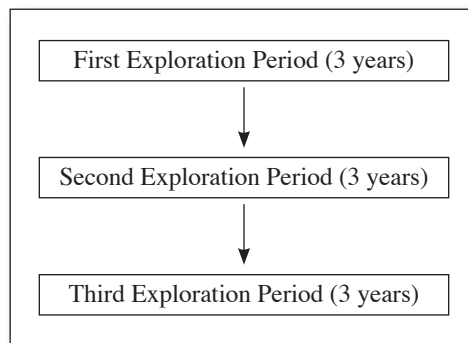 First Exploration Period (3 years)
Second Exploration Period (3 years)
Third Exploration Period (3 years)